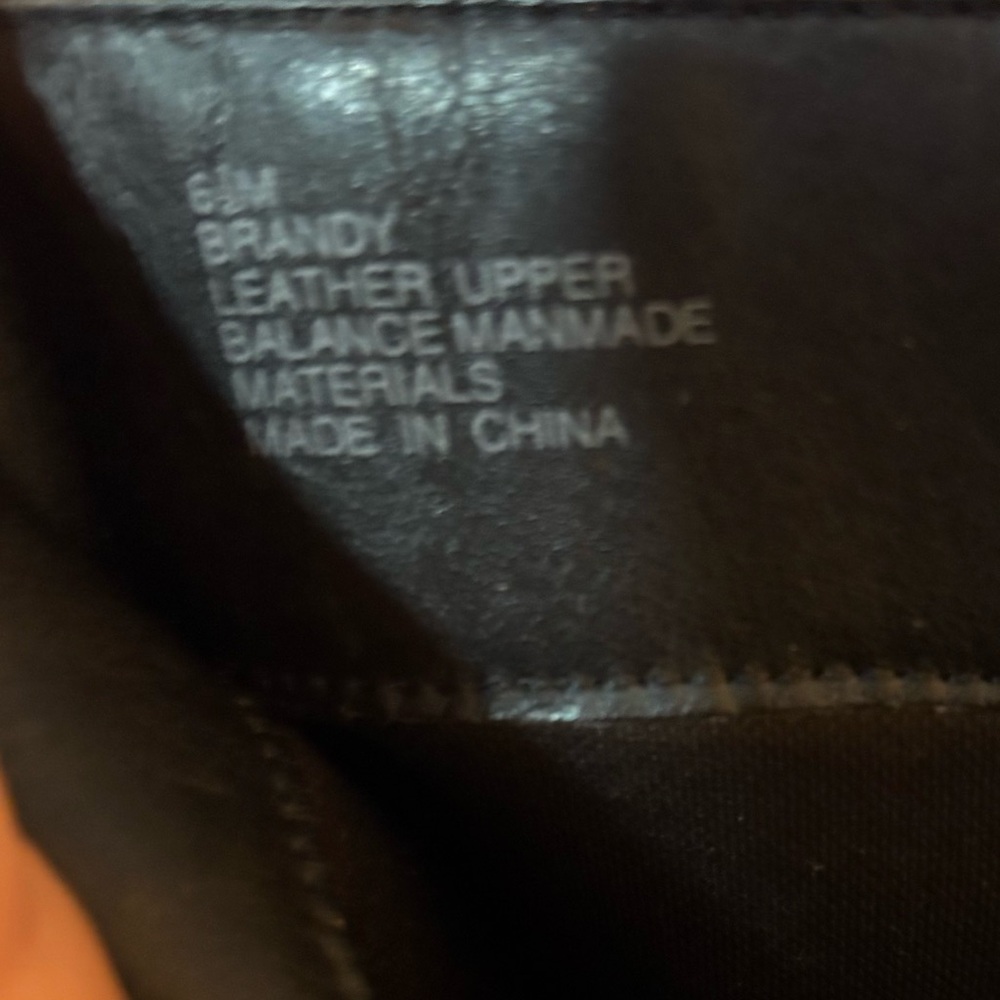 BRANDY
LEATHER UPPER
BALANCE MANMADE
MATERIALS
MADE IN CHINA